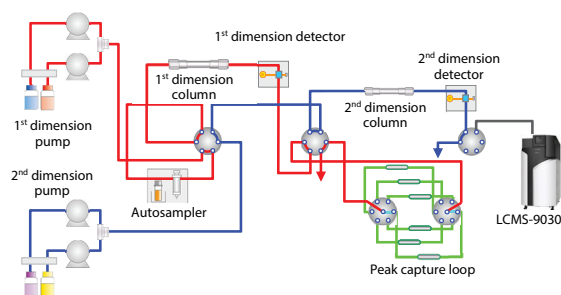 1st dimension detector
1st dimension
column
2nd dimension
detector
2nd dimension
column
1st dimension
pump
2nd dimension
pump
Autosampler
LCMS-9030
Peak capture loop